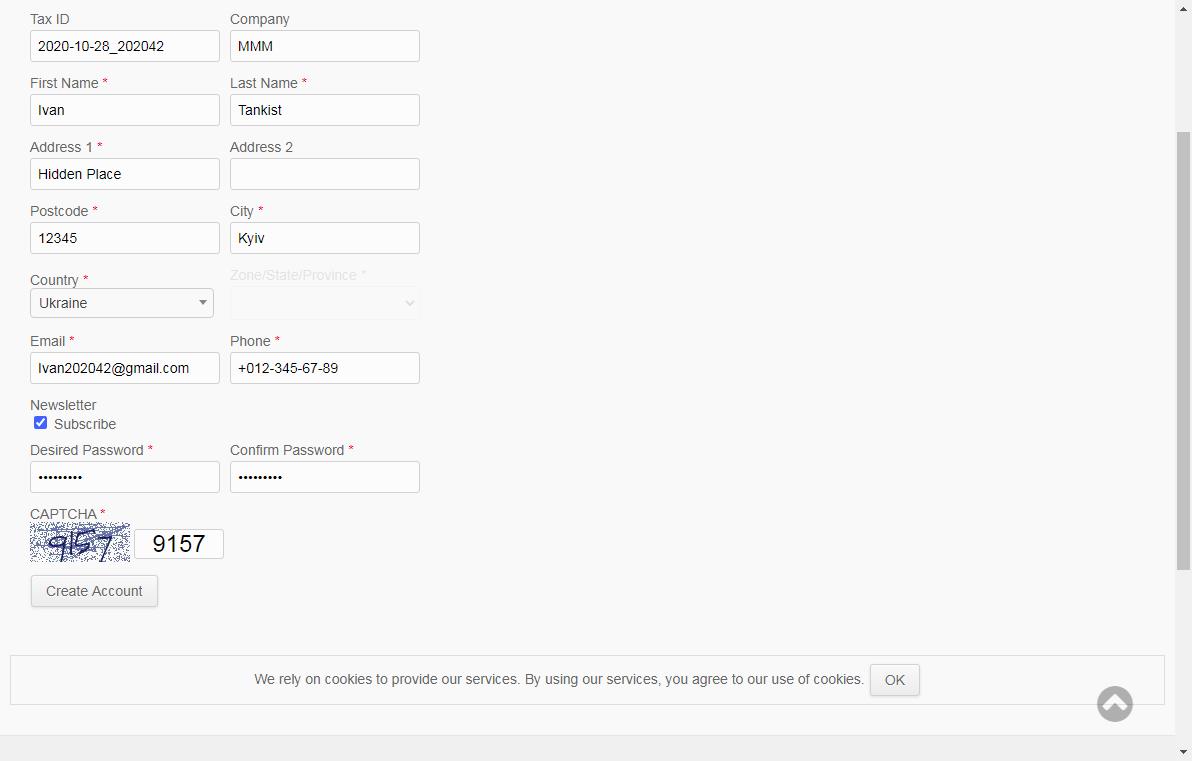 Tax ID Company
2020-10-28_202042 MMM
First Name * Last Name *
Ivan Tankist
Address 1 * Address 2
Hidden Place
Postcode * City *
12345 Kyiv
Country * Zone/State/Province *
Ukraine
Email * Phone *
Ivan202042@gmail.com +012-345-67-89
Newsletter
Subscribe
Desired Password * Confirm Password *
••••••••• •••••••••
CAPTCHA *
9157 9157
Create Account
We rely on cookies to provide our services. By using our services, you agree to our use of cookies. OK